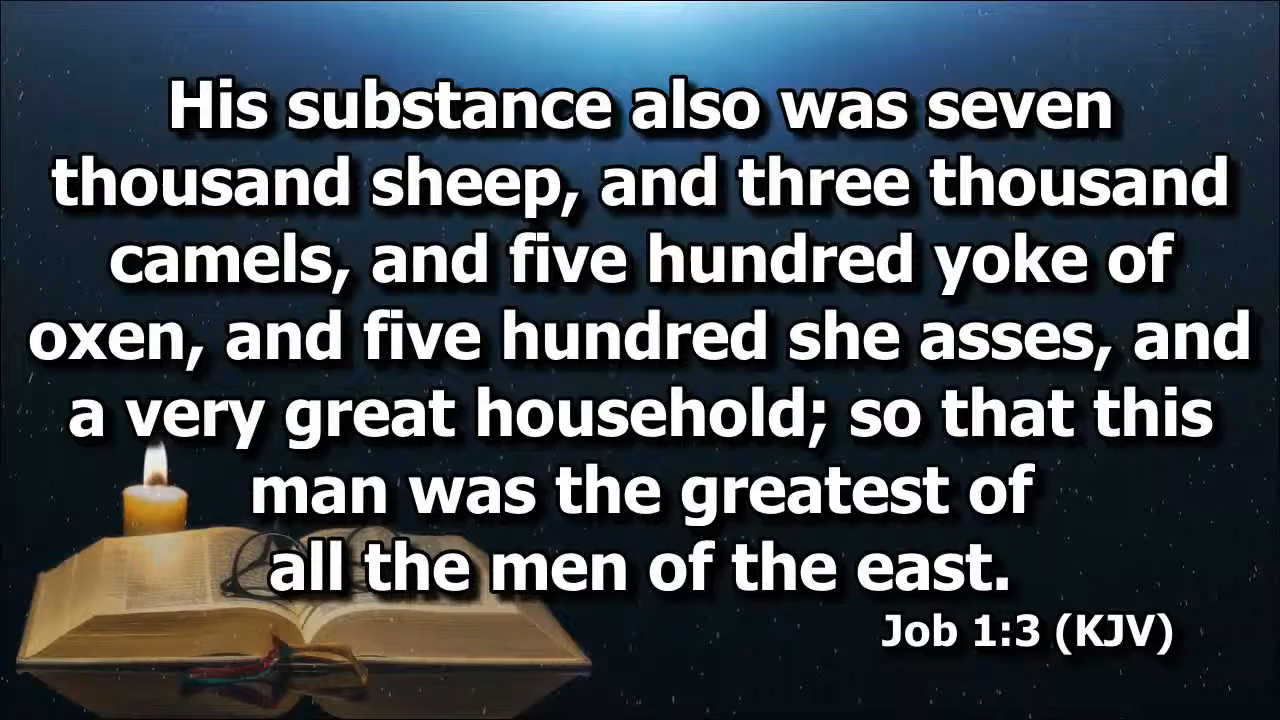 His substance also was seven
thousand sheep, and three thousand
camels, and five hundred yoke of
oxen, and five hundred she asses, and
a very great household; so that this
man was the greatest of
all the men of the east.
Job 1:3 (KJV)